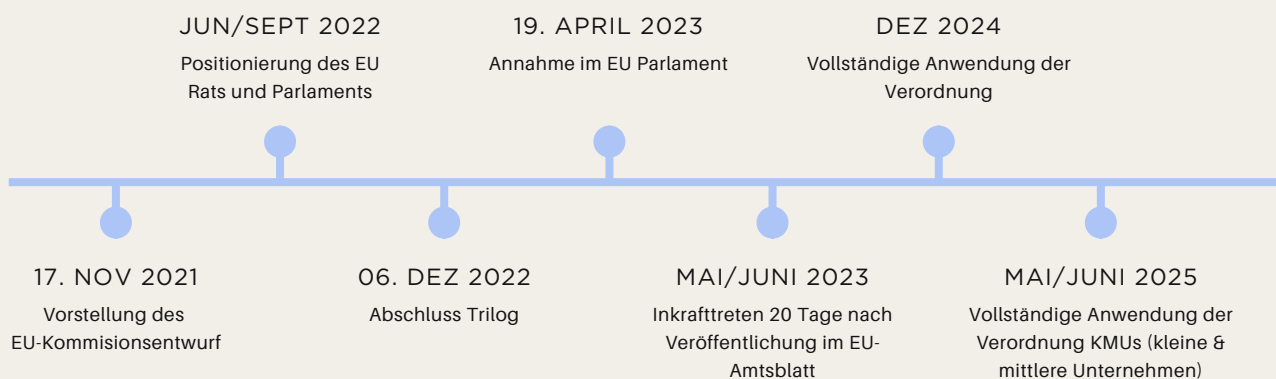 JUN/SEPT 2022
Positionierung des EU
Rats und Parlaments
19. APRIL 2023
Annahme im EU Parlament
DEZ 2024
Vollständige Anwendung der
Verordnung
17. NOV 2021
Vorstellung des
EU-Kommisionsentwurf
06. DEZ 2022
Abschluss Trilog
MAI/JUNI 2023
Inkrafttreten 20 Tage nach
Veröffentlichung im EU-
Amtsblatt
MAI/JUNI 2025
Vollständige Anwendung der
Verordnung KMUs (kleine &
mittlere Unternehmen)